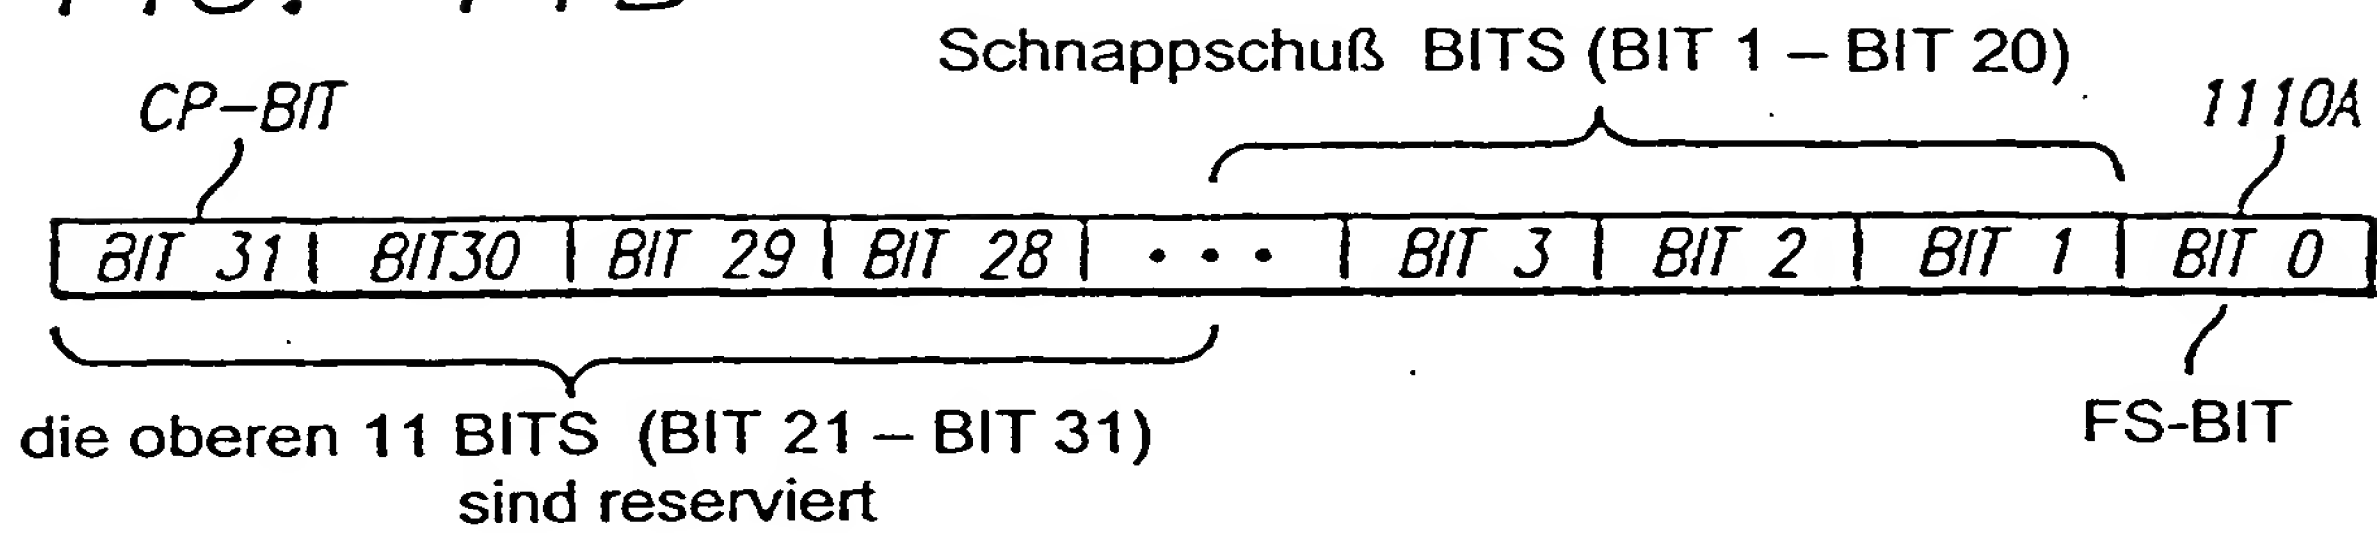 Schnappschuß BITS (BIT 1 – BIT 20)
CP-BIT
1110A
BIT 31 BIT30 BIT 29 BIT 28 • • • BIT 3 BIT 2 BIT 1 BIT 0
die oberen 11 BITS (BIT 21 – BIT 31)
sind reserviert
FS-BIT